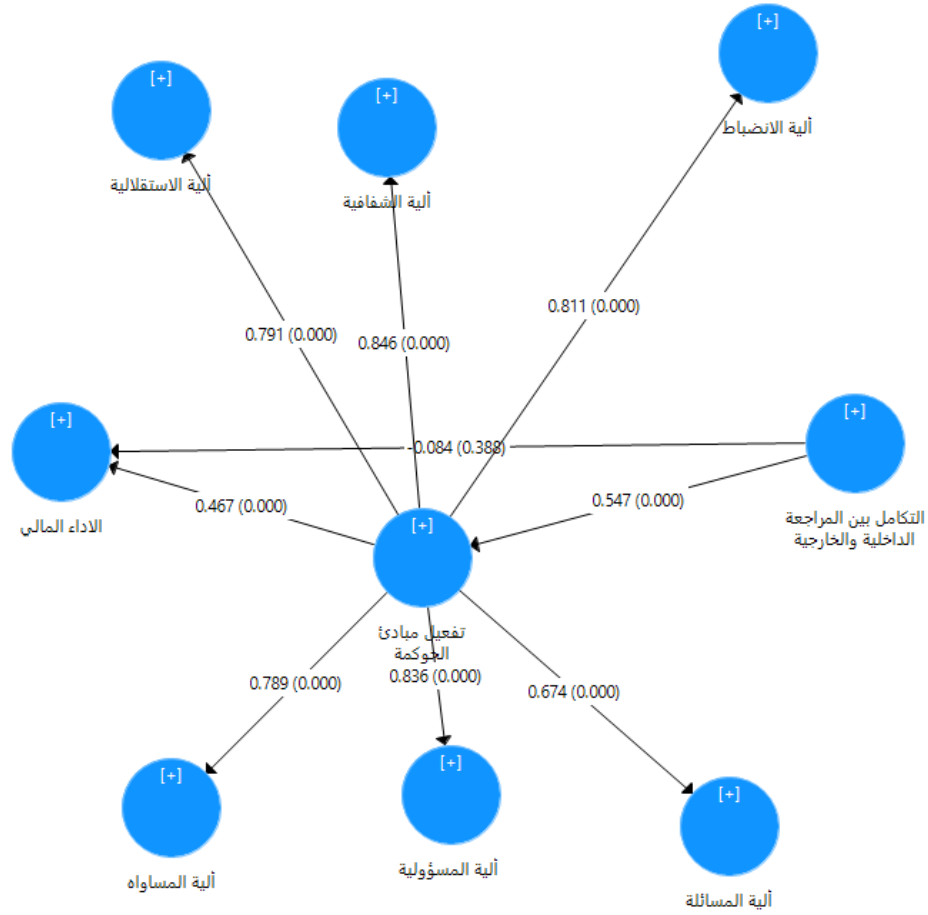 [+]
ألية الانضباط
[+]
ألية الاستقلالية
[+]
ألية الشفافية
0.811 (0.000)
0.791 (0.000)
0.846 (0.000)
[+]
التكامل بين المراجعة
الداخلية والخارجية
[+]
الاداء المالي
-0.084 (0.388)
0.547 (0.000)
0.467 (0.000)
[+]
تفعيل مبادئ
الحوكمة
0.789 (0.000)
0.836 (0.000)
0.674 (0.000)
[+]
ألية المساواه
[+]
ألية المسؤولية
[+]
ألية المسائلة